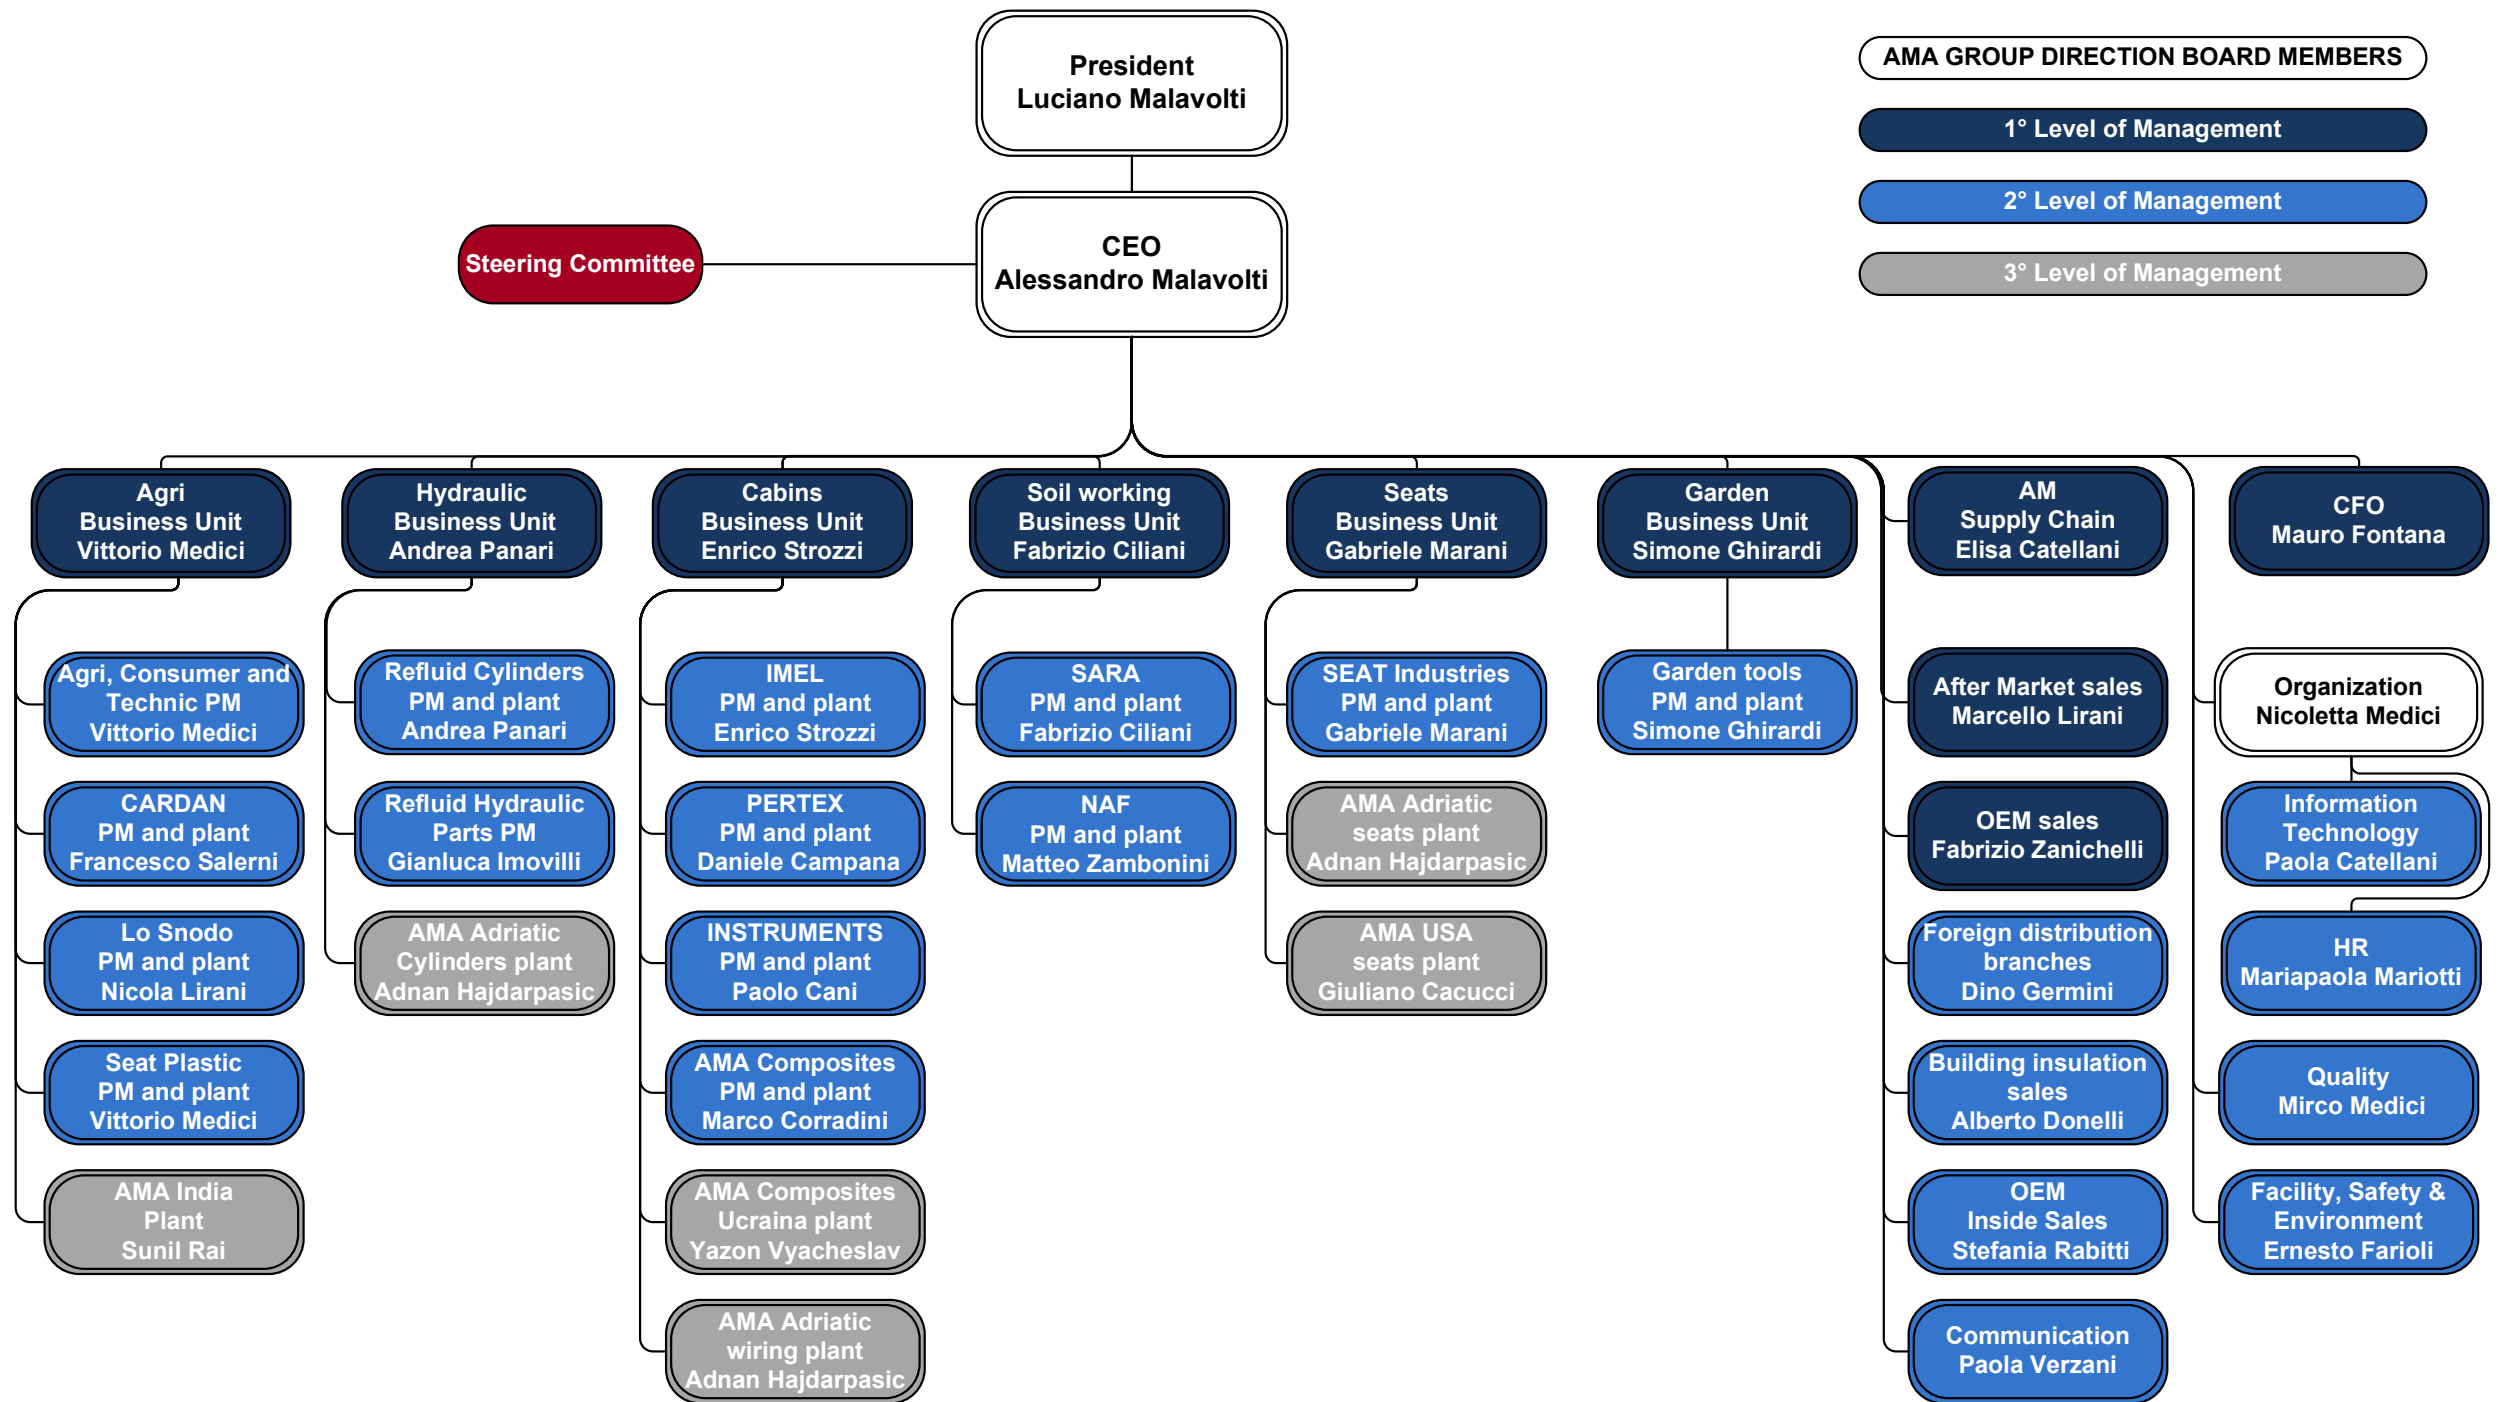 President
Luciano Malavolti
AMA GROUP DIRECTION BOARD MEMBERS
1° Level of Management
2° Level of Management
3° Level of Management
CEO
Alessandro Malavolti
Steering Committee
Agri
Business Unit
Vittorio Medici
Hydraulic
Business Unit
Andrea Panari
Cabins
Business Unit
Enrico Strozzi
Soil working
Business Unit
Fabrizio Ciliani
Seats
Business Unit
Gabriele Marani
Garden
Business Unit
Simone Ghirardi
AM
Supply Chain
Elisa Catellani
CFO
Mauro Fontana
Agri, Consumer and
Technic PM
Vittorio Medici
CARDAN
PM and plant
Francesco Salerni
Lo Snodo
PM and plant
Nicola Lirani
Seat Plastic
PM and plant
Vittorio Medici
AMA India
Plant
Sunil Rai
Refluid Cylinders
PM and plant
Andrea Panari
Refluid Hydraulic
Parts PM
Gianluca Imovilli
AMA Adriatic
Cylinders plant
Adnan Hajdarpasic
IMEL
PM and plant
Enrico Strozzi
PERTEX
PM and plant
Daniele Campana
INSTRUMENTS
PM and plant
Paolo Cani
AMA Composites
PM and plant
Marco Corradini
AMA Composites
Ucraina plant
Yazon Vyacheslav
AMA Adriatic
wiring plant
Adnan Hajdarpasic
SARA
PM and plant
Fabrizio Ciliani
NAF
PM and plant
Matteo Zambonini
SEAT Industries
PM and plant
Gabriele Marani
AMA Adriatic
seats plant
Adnan Hajdarpasic
AMA USA
seats plant
Giuliano Cacucci
Garden tools
PM and plant
Simone Ghirardi
After Market sales
Marcello Lirani
OEM sales
Fabrizio Zanichelli
Foreign distribution
branches
Dino Germini
Building insulation
sales
Alberto Donelli
OEM
Inside Sales
Stefania Rabitti
Communication
Paola Verzani
Organization
Nicoletta Medici
Information
Technology
Paola Catellani
HR
Mariapaola Mariotti
Quality
Mirco Medici
Facility, Safety &
Environment
Ernesto Farioli